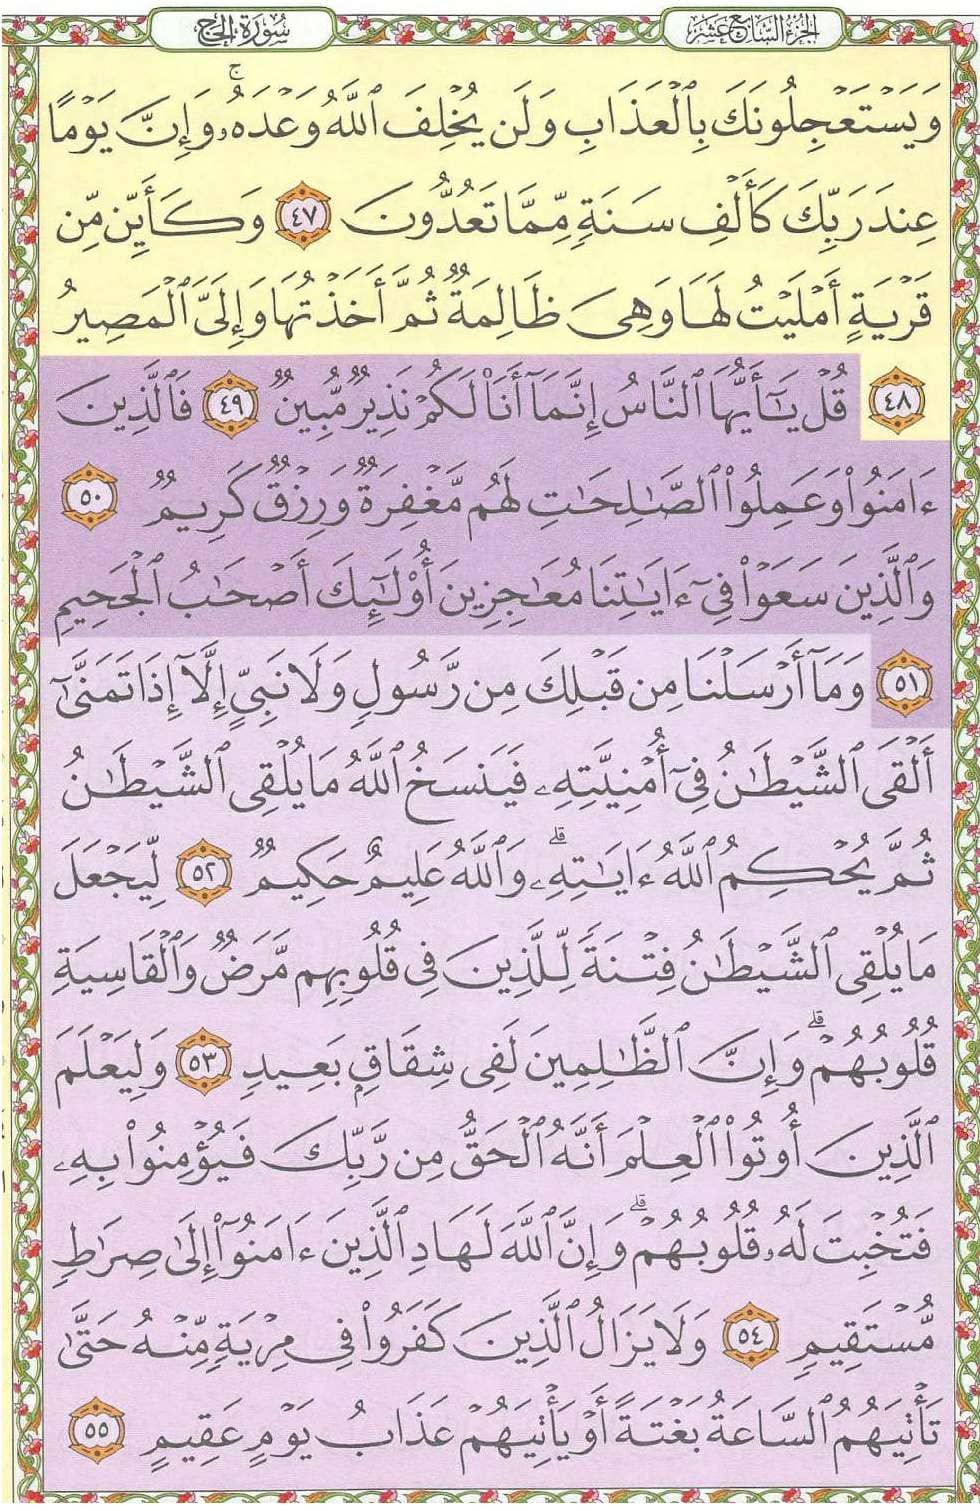 الجزء السابع عشر
سورة الحج
وَيَسْتَعْجِلُونَكَ بِٱلْعَذَابِ وَلَن يُخْلِفَ ٱللَّهُ وَعْدَهُۥۚ وَإِنَّ يَوْمًا
عِندَ رَبِّكَ كَأَلْفِ سَنَةٍ مِّمَّا تَعُدُّونَ ٤٧ وَكَأَيِّن مِّن
قَرْيَةٍ أَمْلَيْتُ لَهَا وَهِىَ ظَالِمَةٌ ثُمَّ أَخَذْتُهَا وَإِلَىَّ ٱلْمَصِيرُ
٤٨ قُلْ يَٰٓأَيُّهَا ٱلنَّاسُ إِنَّمَآ أَنَا۠ لَكُمْ نَذِيرٌ مُّبِينٌ ٤٩ فَٱلَّذِينَ
ءَامَنُوا۟ وَعَمِلُوا۟ ٱلصَّٰلِحَٰتِ لَهُم مَّغْفِرَةٌ وَرِزْقٌ كَرِيمٌ ٥٠
وَٱلَّذِينَ سَعَوْا۟ فِىٓ ءَايَٰتِنَا مُعَٰجِزِينَ أُو۟لَٰٓئِكَ أَصْحَٰبُ ٱلْجَحِيمِ
٥١ وَمَآ أَرْسَلْنَا مِن قَبْلِكَ مِن رَّسُولٍ وَلَا نَبِىٍّ إِلَّآ إِذَا تَمَنَّىٰٓ
أَلْقَى ٱلشَّيْطَٰنُ فِىٓ أُمْنِيَّتِهِۦ فَيَنسَخُ ٱللَّهُ مَا يُلْقِى ٱلشَّيْطَٰنُ
ثُمَّ يُحْكِمُ ٱللَّهُ ءَايَٰتِهِۦۗ وَٱللَّهُ عَلِيمٌ حَكِيمٌ ٥٢ لِّيَجْعَلَ
مَا يُلْقِى ٱلشَّيْطَٰنُ فِتْنَةً لِّلَّذِينَ فِى قُلُوبِهِم مَّرَضٌ وَٱلْقَاسِيَةِ
قُلُوبُهُمْۗ وَإِنَّ ٱلظَّٰلِمِينَ لَفِى شِقَاقٍۭ بَعِيدٍ ٥٣ وَلِيَعْلَمَ
ٱلَّذِينَ أُوتُوا۟ ٱلْعِلْمَ أَنَّهُ ٱلْحَقُّ مِن رَّبِّكَ فَيُؤْمِنُوا۟ بِهِۦ
فَتُخْبِتَ لَهُۥ قُلُوبُهُمْۗ وَإِنَّ ٱللَّهَ لَهَادِ ٱلَّذِينَ ءَامَنُوٓا۟ إِلَىٰ صِرَٰطٍ
مُّسْتَقِيمٍ ٥٤ وَلَا يَزَالُ ٱلَّذِينَ كَفَرُوا۟ فِى مِرْيَةٍ مِّنْهُ حَتَّىٰ
تَأْتِيَهُمُ ٱلسَّاعَةُ بَغْتَةً أَوْ يَأْتِيَهُمْ عَذَابُ يَوْمٍ عَقِيمٍ ٥٥